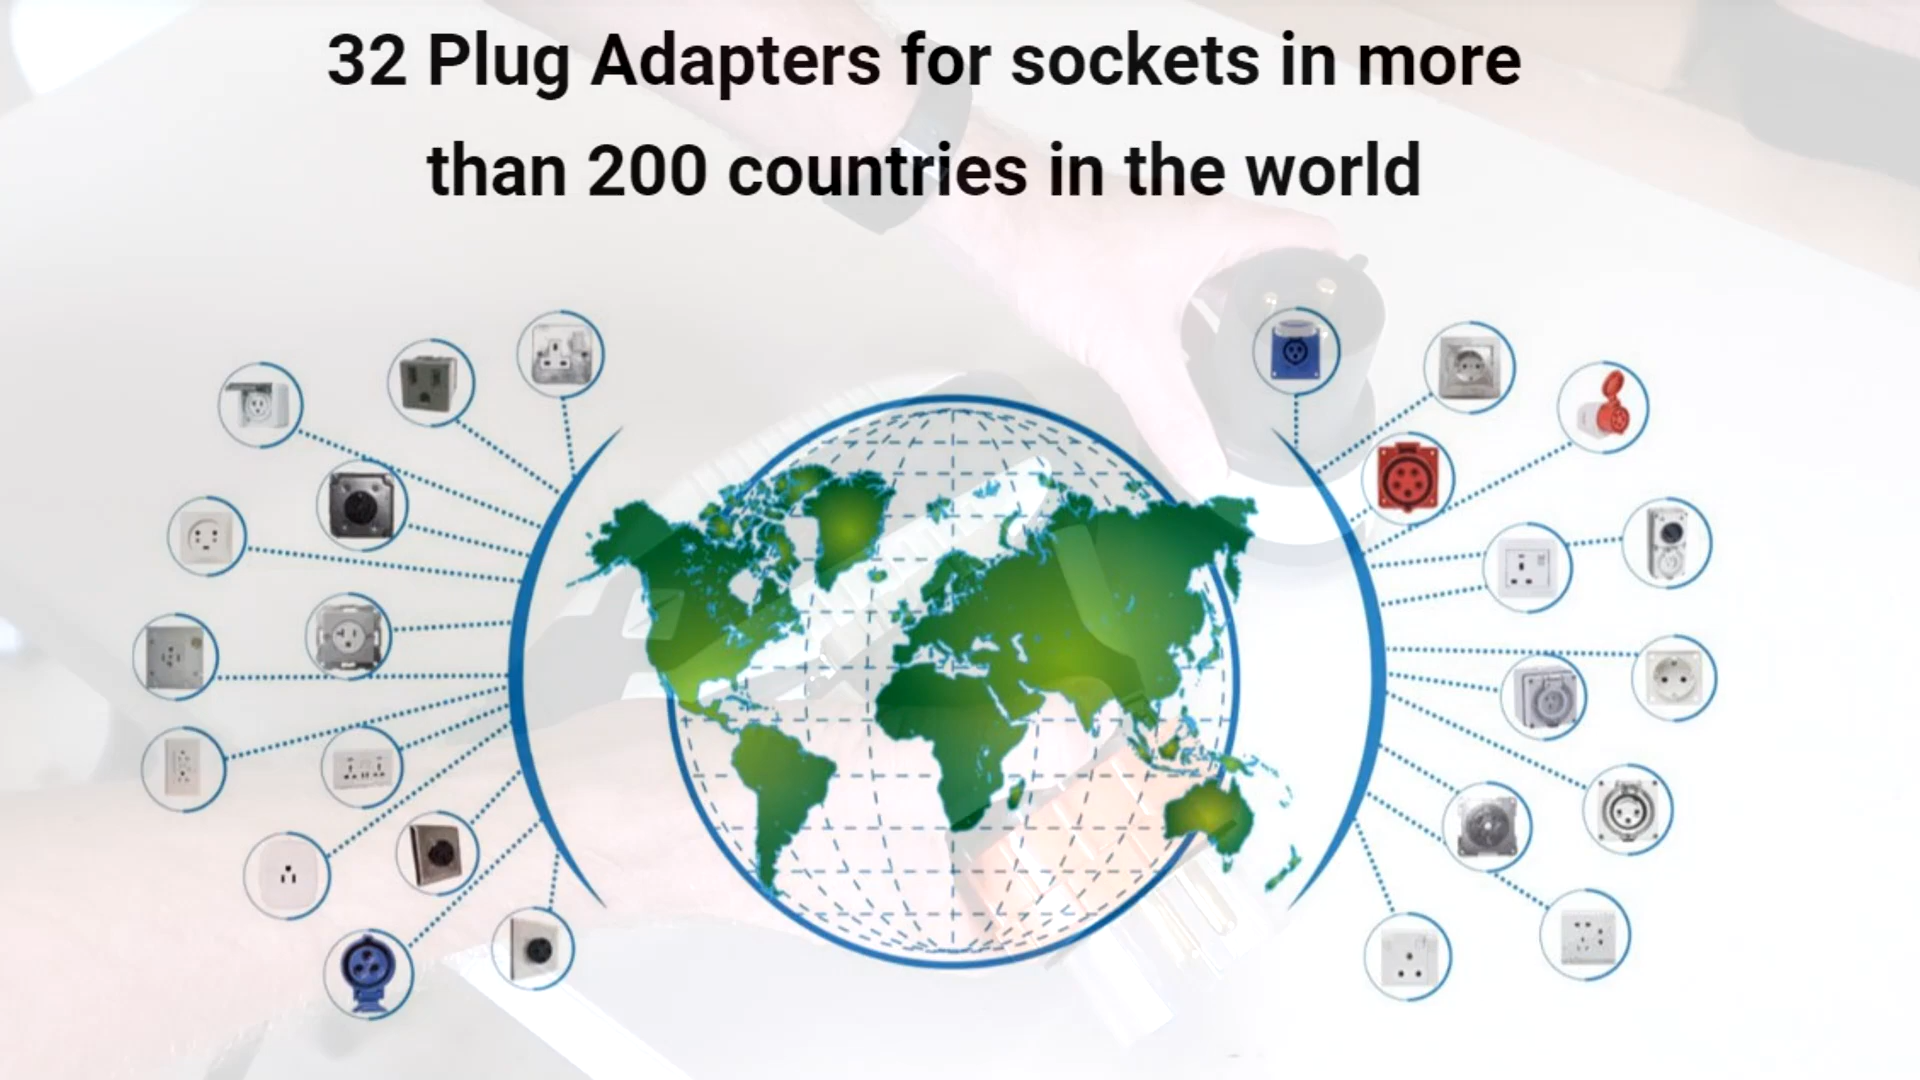 32 Plug Adapters for sockets in more
than 200 countries in the world